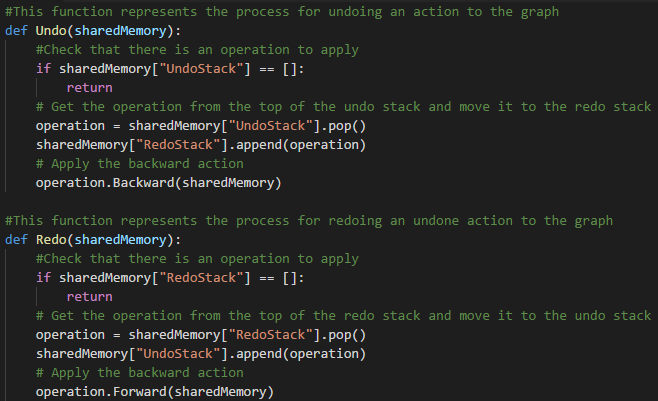 #This function represents the process for undoing an action to the graph
def Undo(sharedMemory):
    #Check that there is an operation to apply
    if sharedMemory["UndoStack"] == []:
        return
    # Get the operation from the top of the undo stack and move it to the redo stack
    operation = sharedMemory["UndoStack"].pop()
    sharedMemory["RedoStack"].append(operation)
    # Apply the backward action
    operation.Backward(sharedMemory)

#This function represents the process for redoing an undone action to the graph
def Redo(sharedMemory):
    #Check that there is an operation to apply
    if sharedMemory["RedoStack"] == []:
        return
    # Get the operation from the top of the redo stack and move it to the undo stack
    operation = sharedMemory["RedoStack"].pop()
    sharedMemory["UndoStack"].append(operation)
    # Apply the backward action
    operation.Forward(sharedMemory)